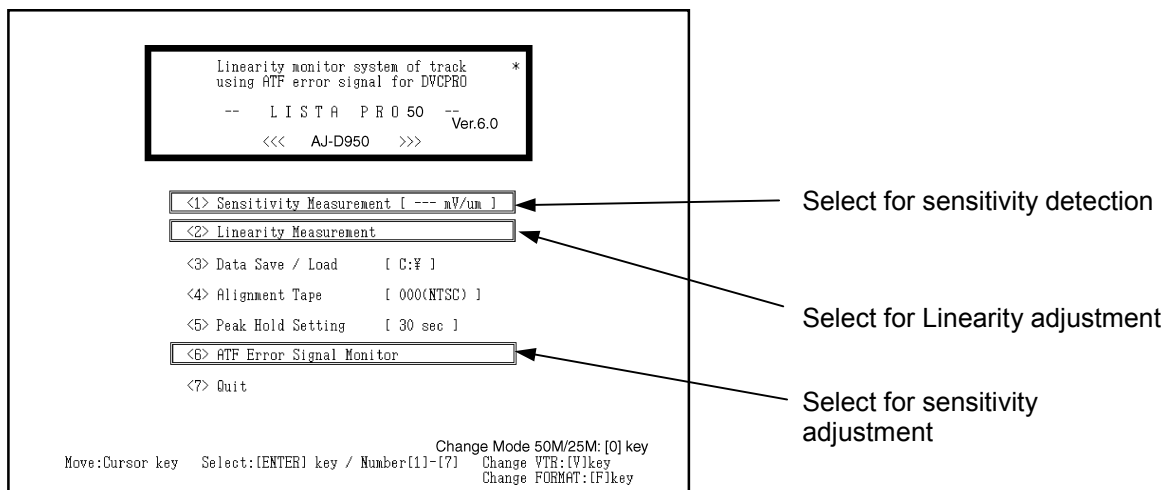 Linearity monitor system of track *
using ATF error signal for DVCPRO
-- L I S T A P R O 50 --
Ver.6.0
<<< AJ-D950 >>>
<1> Sensitivity Measurement [ --- mV/um ]
Select for sensitivity detection
<2> Linearity Measurement
<3> Data Save / Load [ C:¥ ]
<4> Alignment Tape [ 000(NTSC) ]
<5> Peak Hold Setting [ 30 sec ]
Select for Linearity adjustment
<6> ATF Error Signal Monitor
<7> Quit
Select for sensitivity
adjustment
Change Mode 50M/25M: [0] key
Move:Cursor key Select:[ENTER] key / Number[1]-[7] Change VTR:[V]key
Change FORMAT:[F]key